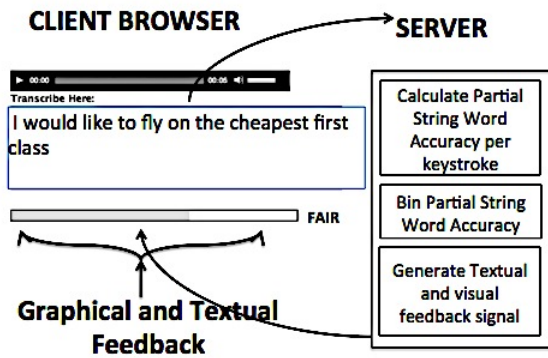 CLIENT BROWSER
SERVER
00:00
00:05
Transcribe Here:
I would like to fly on the cheapest first
class
FAIR
Graphical and Textual
Feedback
Calculate Partial
String Word
Accuracy per
keystroke
Bin Partial String
Word Accuracy
Generate Textual
and visual
feedback signal